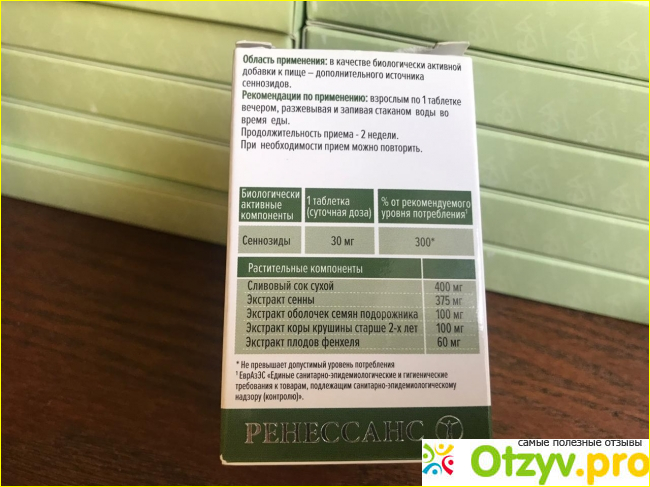 Область применения: в качестве биологически активной
добавки к пище – дополнительного источника
сеннозидов.
Рекомендации по применению: взрослым по 1 таблетке
вечером, разжевывая и запивая стаканом воды во
время еды.
Продолжительность приема - 2 недели.
При необходимости прием можно повторить.
Биологически
активные
компоненты
1 таблетка
(суточная доза)
% от рекомендуемого
уровня потребления¹
Сеннозиды 30 мг 300*
Растительные компоненты
Сливовый сок сухой 400 мг
Экстракт сенны 375 мг
Экстракт оболочек семян подорожника 100 мг
Экстракт коры крушины старше 2-х лет 100 мг
Экстракт плодов фенхеля 60 мг
* Не превышает допустимый уровень потребления
¹ ЕврАзЭС «Единые санитарно-эпидемиологические и гигиенические
требования к товарам, подлежащим санитарно-эпидемиологическому
надзору (контролю)».
РЕНЕССАНС
самые полезные отзывы
Otzyv.pro